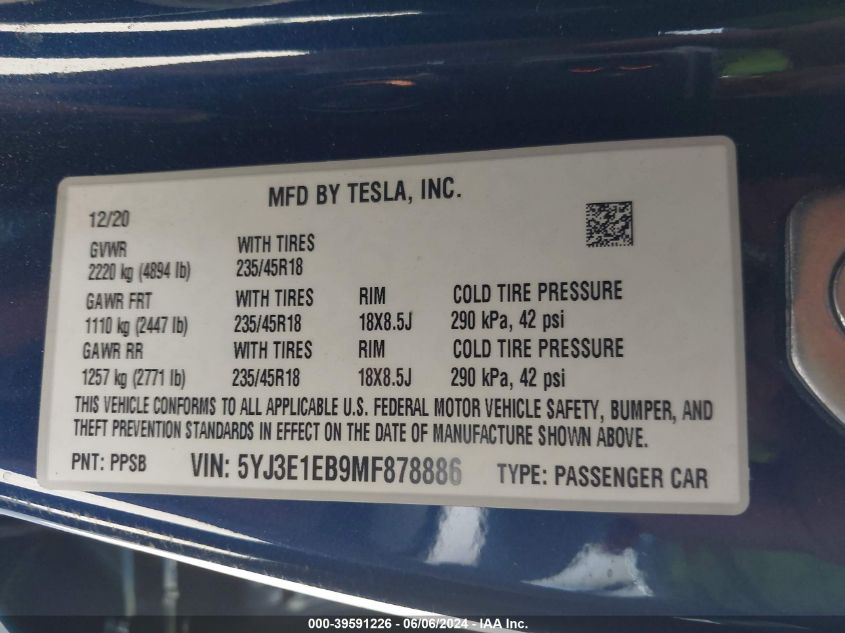 MFD BY TESLA, INC.
12/20
GVWR WITH TIRES
2220 kg (4894 lb) 235/45R18
GAWR FRT WITH TIRES RIM COLD TIRE PRESSURE
1110 kg (2447 lb) 235/45R18 18X8.5J 290 kPa, 42 psi
GAWR RR WITH TIRES RIM COLD TIRE PRESSURE
1257 kg (2771 lb) 235/45R18 18X8.5J 290 kPa, 42 psi
THIS VEHICLE CONFORMS TO ALL APPLICABLE U.S. FEDERAL MOTOR VEHICLE SAFETY, BUMPER, AND
THEFT PREVENTION STANDARDS IN EFFECT ON THE DATE OF MANUFACTURE SHOWN ABOVE.
PNT: PPSB VIN: 5YJ3E1EB9MF878886 TYPE: PASSENGER CAR
000-39591226 - 06/06/2024 - IAA Inc.